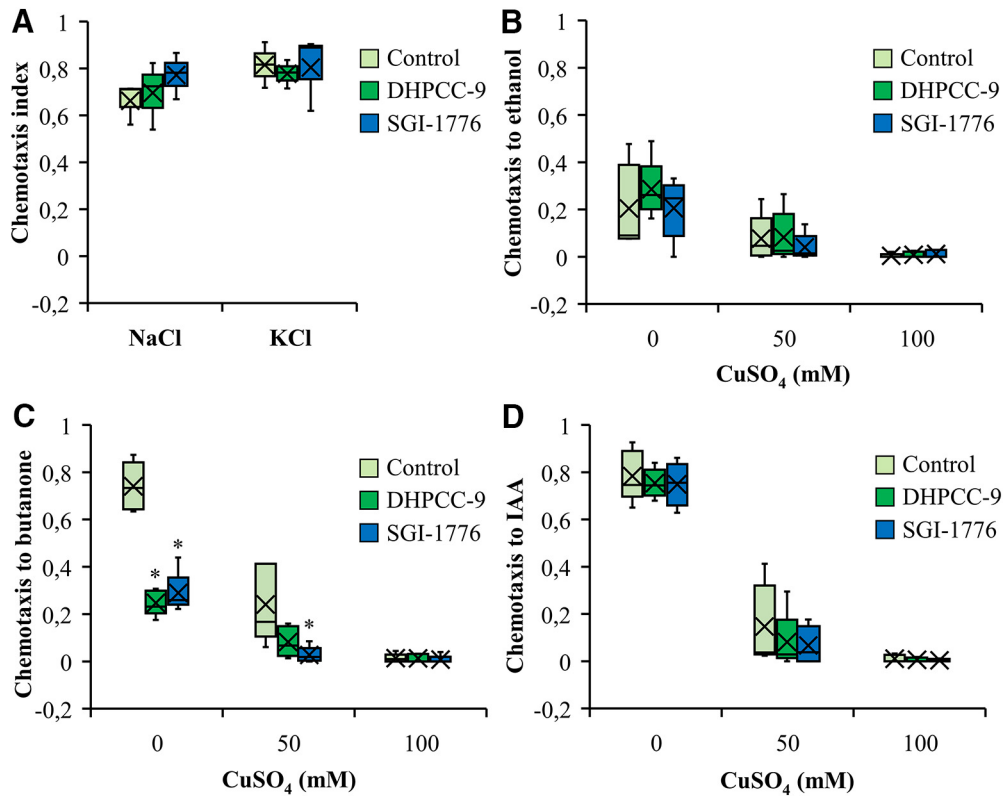 A
Chemotaxis index
1
0,8
0,6
0,4
0,2
0
-0,2
NaCl
KCl
Control
DHPCC-9
SGI-1776
B
Chemotaxis to ethanol
1
0,8
0,6
0,4
0,2
0
-0,2
0
50
100
CuSO₄ (mM)
Control
DHPCC-9
SGI-1776
C
Chemotaxis to butanone
1
0,8
0,6
0,4
0,2
0
-0,2
*
*
*
0
50
100
CuSO₄ (mM)
Control
DHPCC-9
SGI-1776
D
Chemotaxis to IAA
1
0,8
0,6
0,4
0,2
0
-0,2
0
50
100
CuSO₄ (mM)
Control
DHPCC-9
SGI-1776